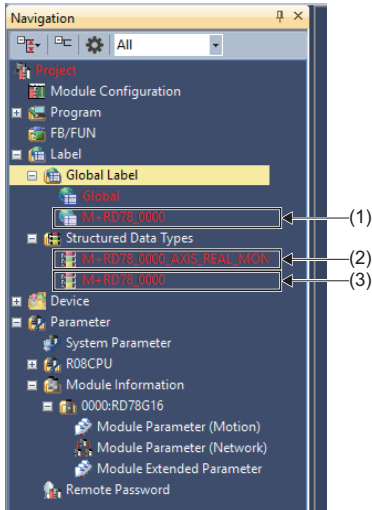 Navigation
All
Project
Module Configuration
Program
FB/FUN
Label
Global Label
Global
M+RD78_0000 (1)
Structured Data Types
M+RD78_0000_AXIS_REAL_MON (2)
M+RD78_0000 (3)
Device
Parameter
System Parameter
R08CPU
Module Information
0000:RD78G16
Module Parameter (Motion)
Module Parameter (Network)
Module Extended Parameter
Remote Password